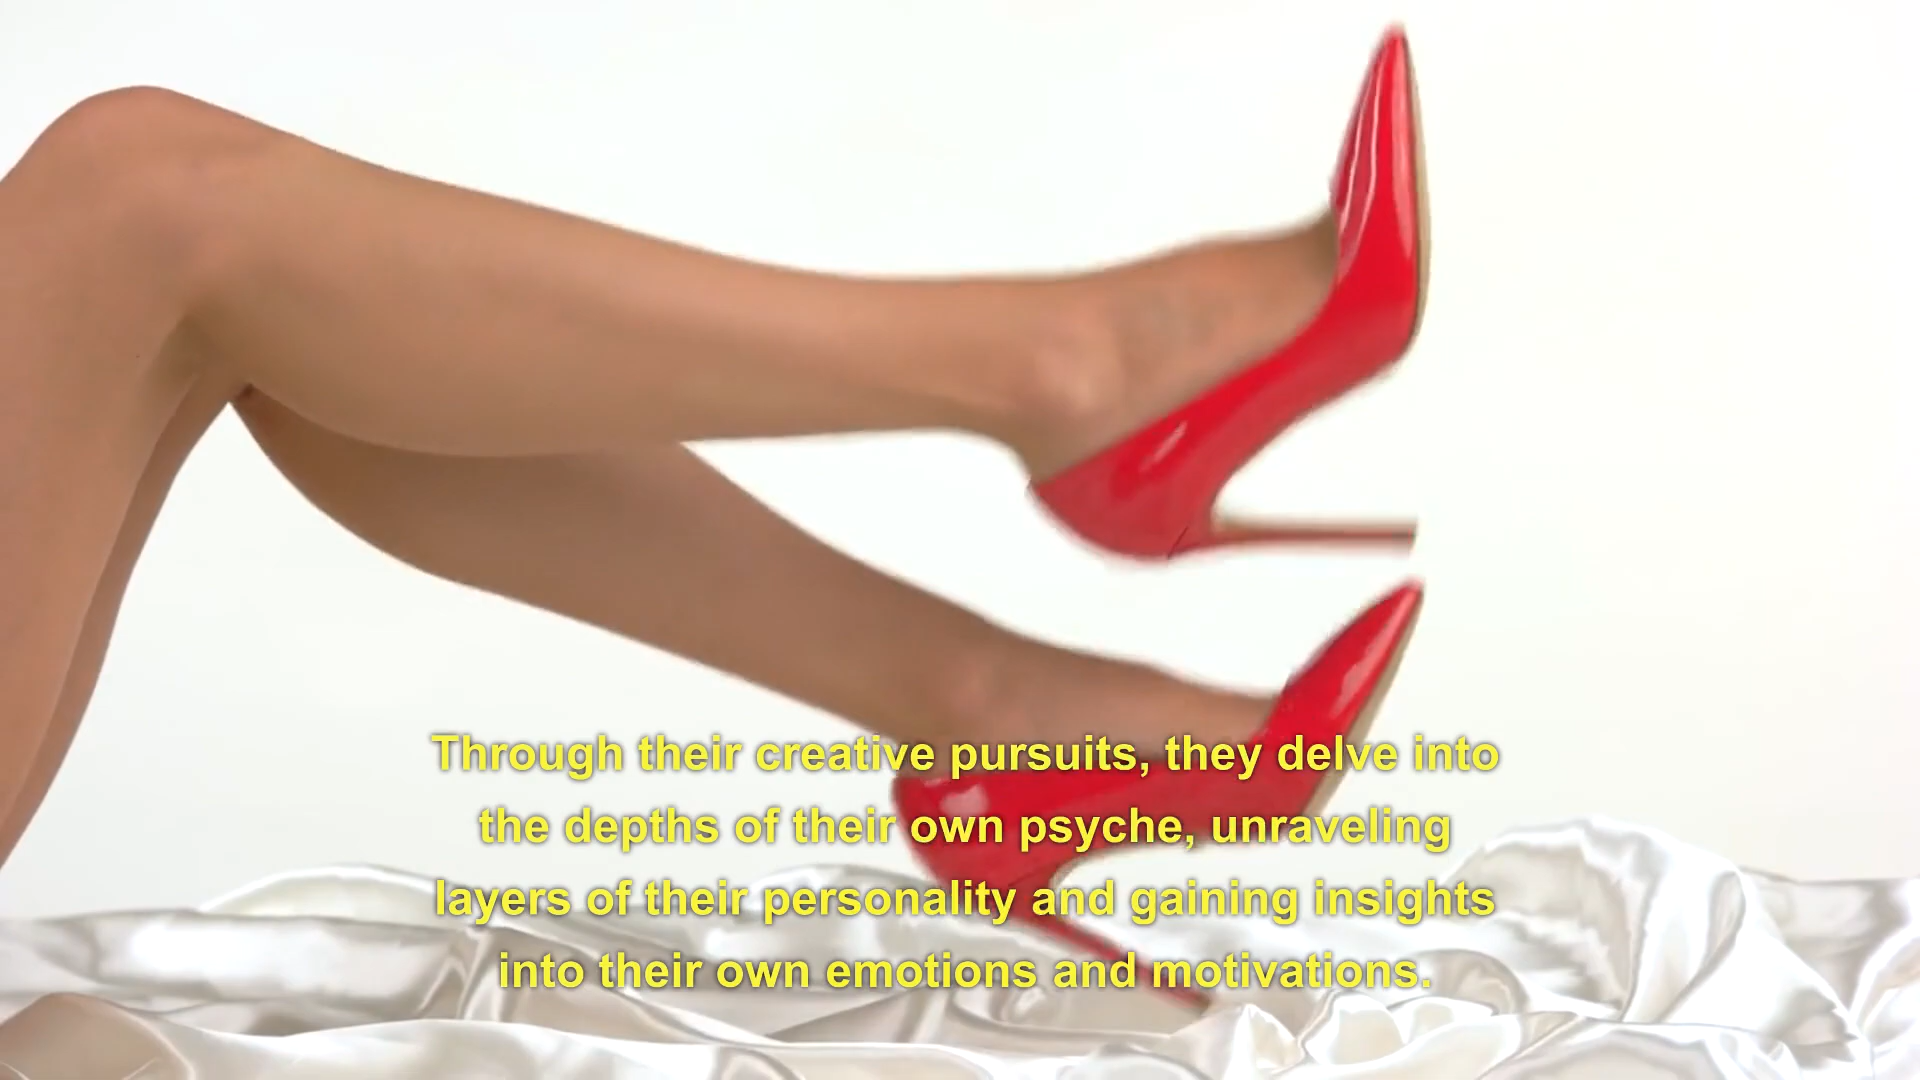 Through their creative pursuits, they delve into
the depths of their own psyche, unraveling
layers of their personality and gaining insights
into their own emotions and motivations.